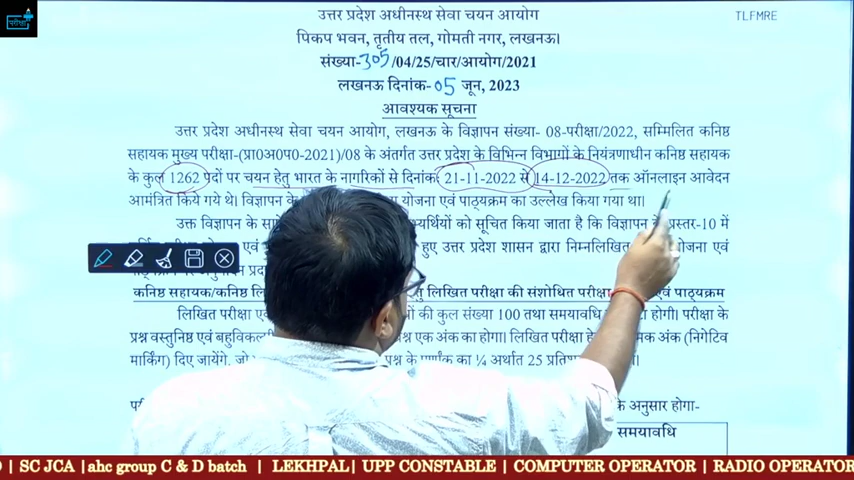 परीक्षा
TLFMRE
उत्तर प्रदेश अधीनस्थ सेवा चयन आयोग
पिकप भवन, तृतीय तल, गोमती नगर, लखनऊ।
संख्या-305/04/25/चार/आयोग/2021
लखनऊ दिनांक-05 जून, 2023
आवश्यक सूचना
उत्तर प्रदेश अधीनस्थ सेवा चयन आयोग, लखनऊ के विज्ञापन संख्या- 08-परीक्षा/2022, सम्मिलित कनिष्ठ
सहायक मुख्य परीक्षा-(प्रा0अ0प0-2021)/08 के अंतर्गत उत्तर प्रदेश के विभिन्न विभागों के नियंत्रणाधीन कनिष्ठ सहायक
के कुल 1262 पदों पर चयन हेतु भारत के नागरिकों से दिनांक 21-11-2022 से 14-12-2022 तक ऑनलाइन आवेदन
आमंत्रित किये गये थे। विज्ञापन के योजना एवं पाठ्यक्रम का उल्लेख किया गया था।
उक्त विज्ञापन के सा भ्यर्थियों को सूचित किया जाता है कि विज्ञापन के प्रस्तर-10 में
एवं हुए उत्तर प्रदेश शासन द्वारा निम्नलिखित योजना एवं
कनिष्ठ सहायक/कनिष्ठ लि लिखित परीक्षा की संशोधित परीक्षा एवं पाठ्यक्रम
लिखित परीक्षा ए की कुल संख्या 100 तथा समयावधि होगी। परीक्षा के
प्रश्न वस्तुनिष्ठ एवं बहुविकल्प प्रश्न एक अंक का होगा। लिखित परीक्षा हे मक अंक (निगेटिव
मार्किंग) दिए जायेंगे, जो प्रश्न के पूर्णांक का ¼ अर्थात 25 प्रति
परी के अनुसार होगा-
समयावधि
| SC JCA | ahc group C & D batch | LEKHPAL | UPP CONSTABLE | COMPUTER OPERATOR | RADIO OPERATOR